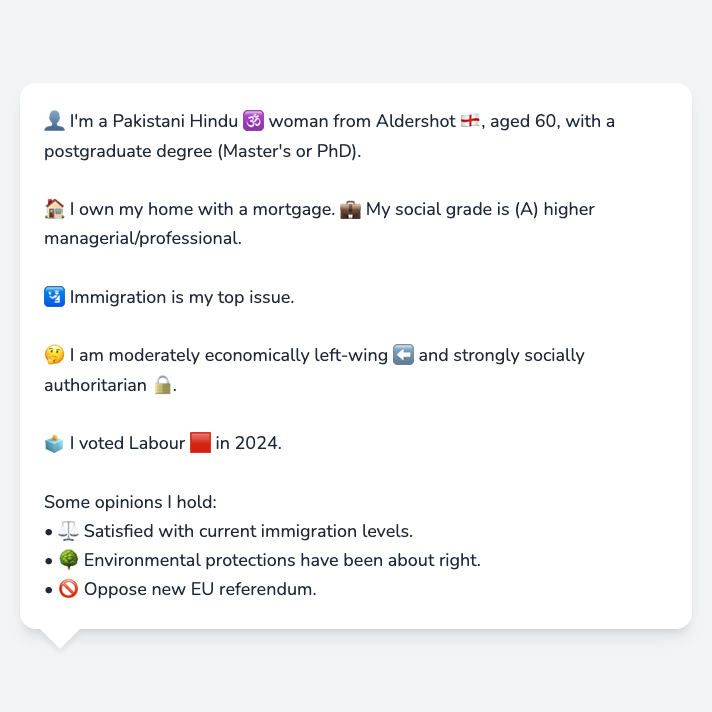 👤 I'm a Pakistani Hindu 🕉️ woman from Aldershot 🏴󠁧󠁢󠁥󠁮󠁧󠁿, aged 60, with a
postgraduate degree (Master's or PhD).
🏠 I own my home with a mortgage. 💼 My social grade is (A) higher
managerial/professional.
🛂 Immigration is my top issue.
🤔 I am moderately economically left-wing ⬅️ and strongly socially
authoritarian 🔒.
🗳️ I voted Labour 🟥 in 2024.
Some opinions I hold:
• ⚖️ Satisfied with current immigration levels.
• 🌳 Environmental protections have been about right.
• 🚫 Oppose new EU referendum.